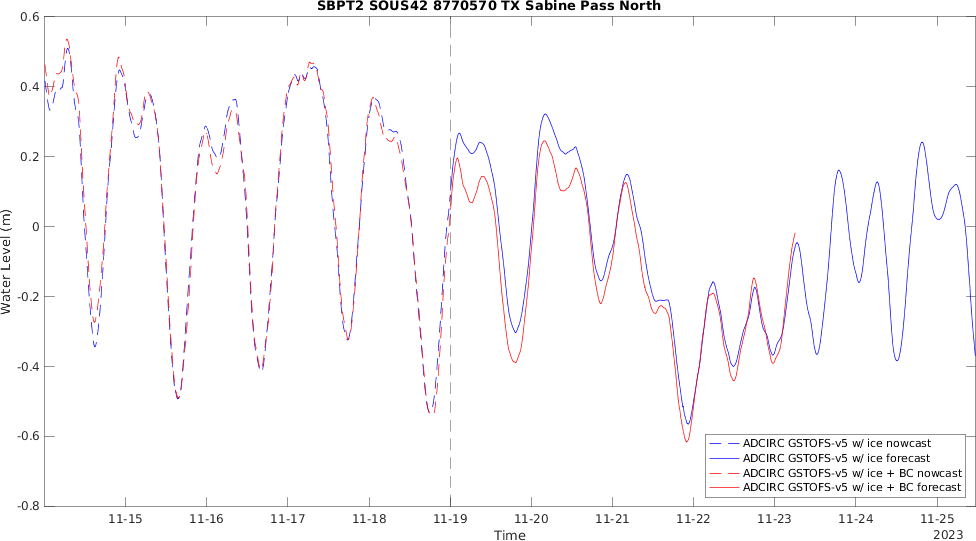 SBPT2 SOUS42 8770570 TX Sabine Pass North
0.6
0.4
0.2
0
-0.2
-0.4
-0.6
-0.8
Water Level (m)
11-15 11-16 11-17 11-18 11-19 11-20 11-21 11-22 11-23 11-24 11-25
Time
2023
ADCIRC GSTOFS-v5 w/ ice nowcast
ADCIRC GSTOFS-v5 w/ ice forecast
ADCIRC GSTOFS-v5 w/ ice + BC nowcast
ADCIRC GSTOFS-v5 w/ ice + BC forecast